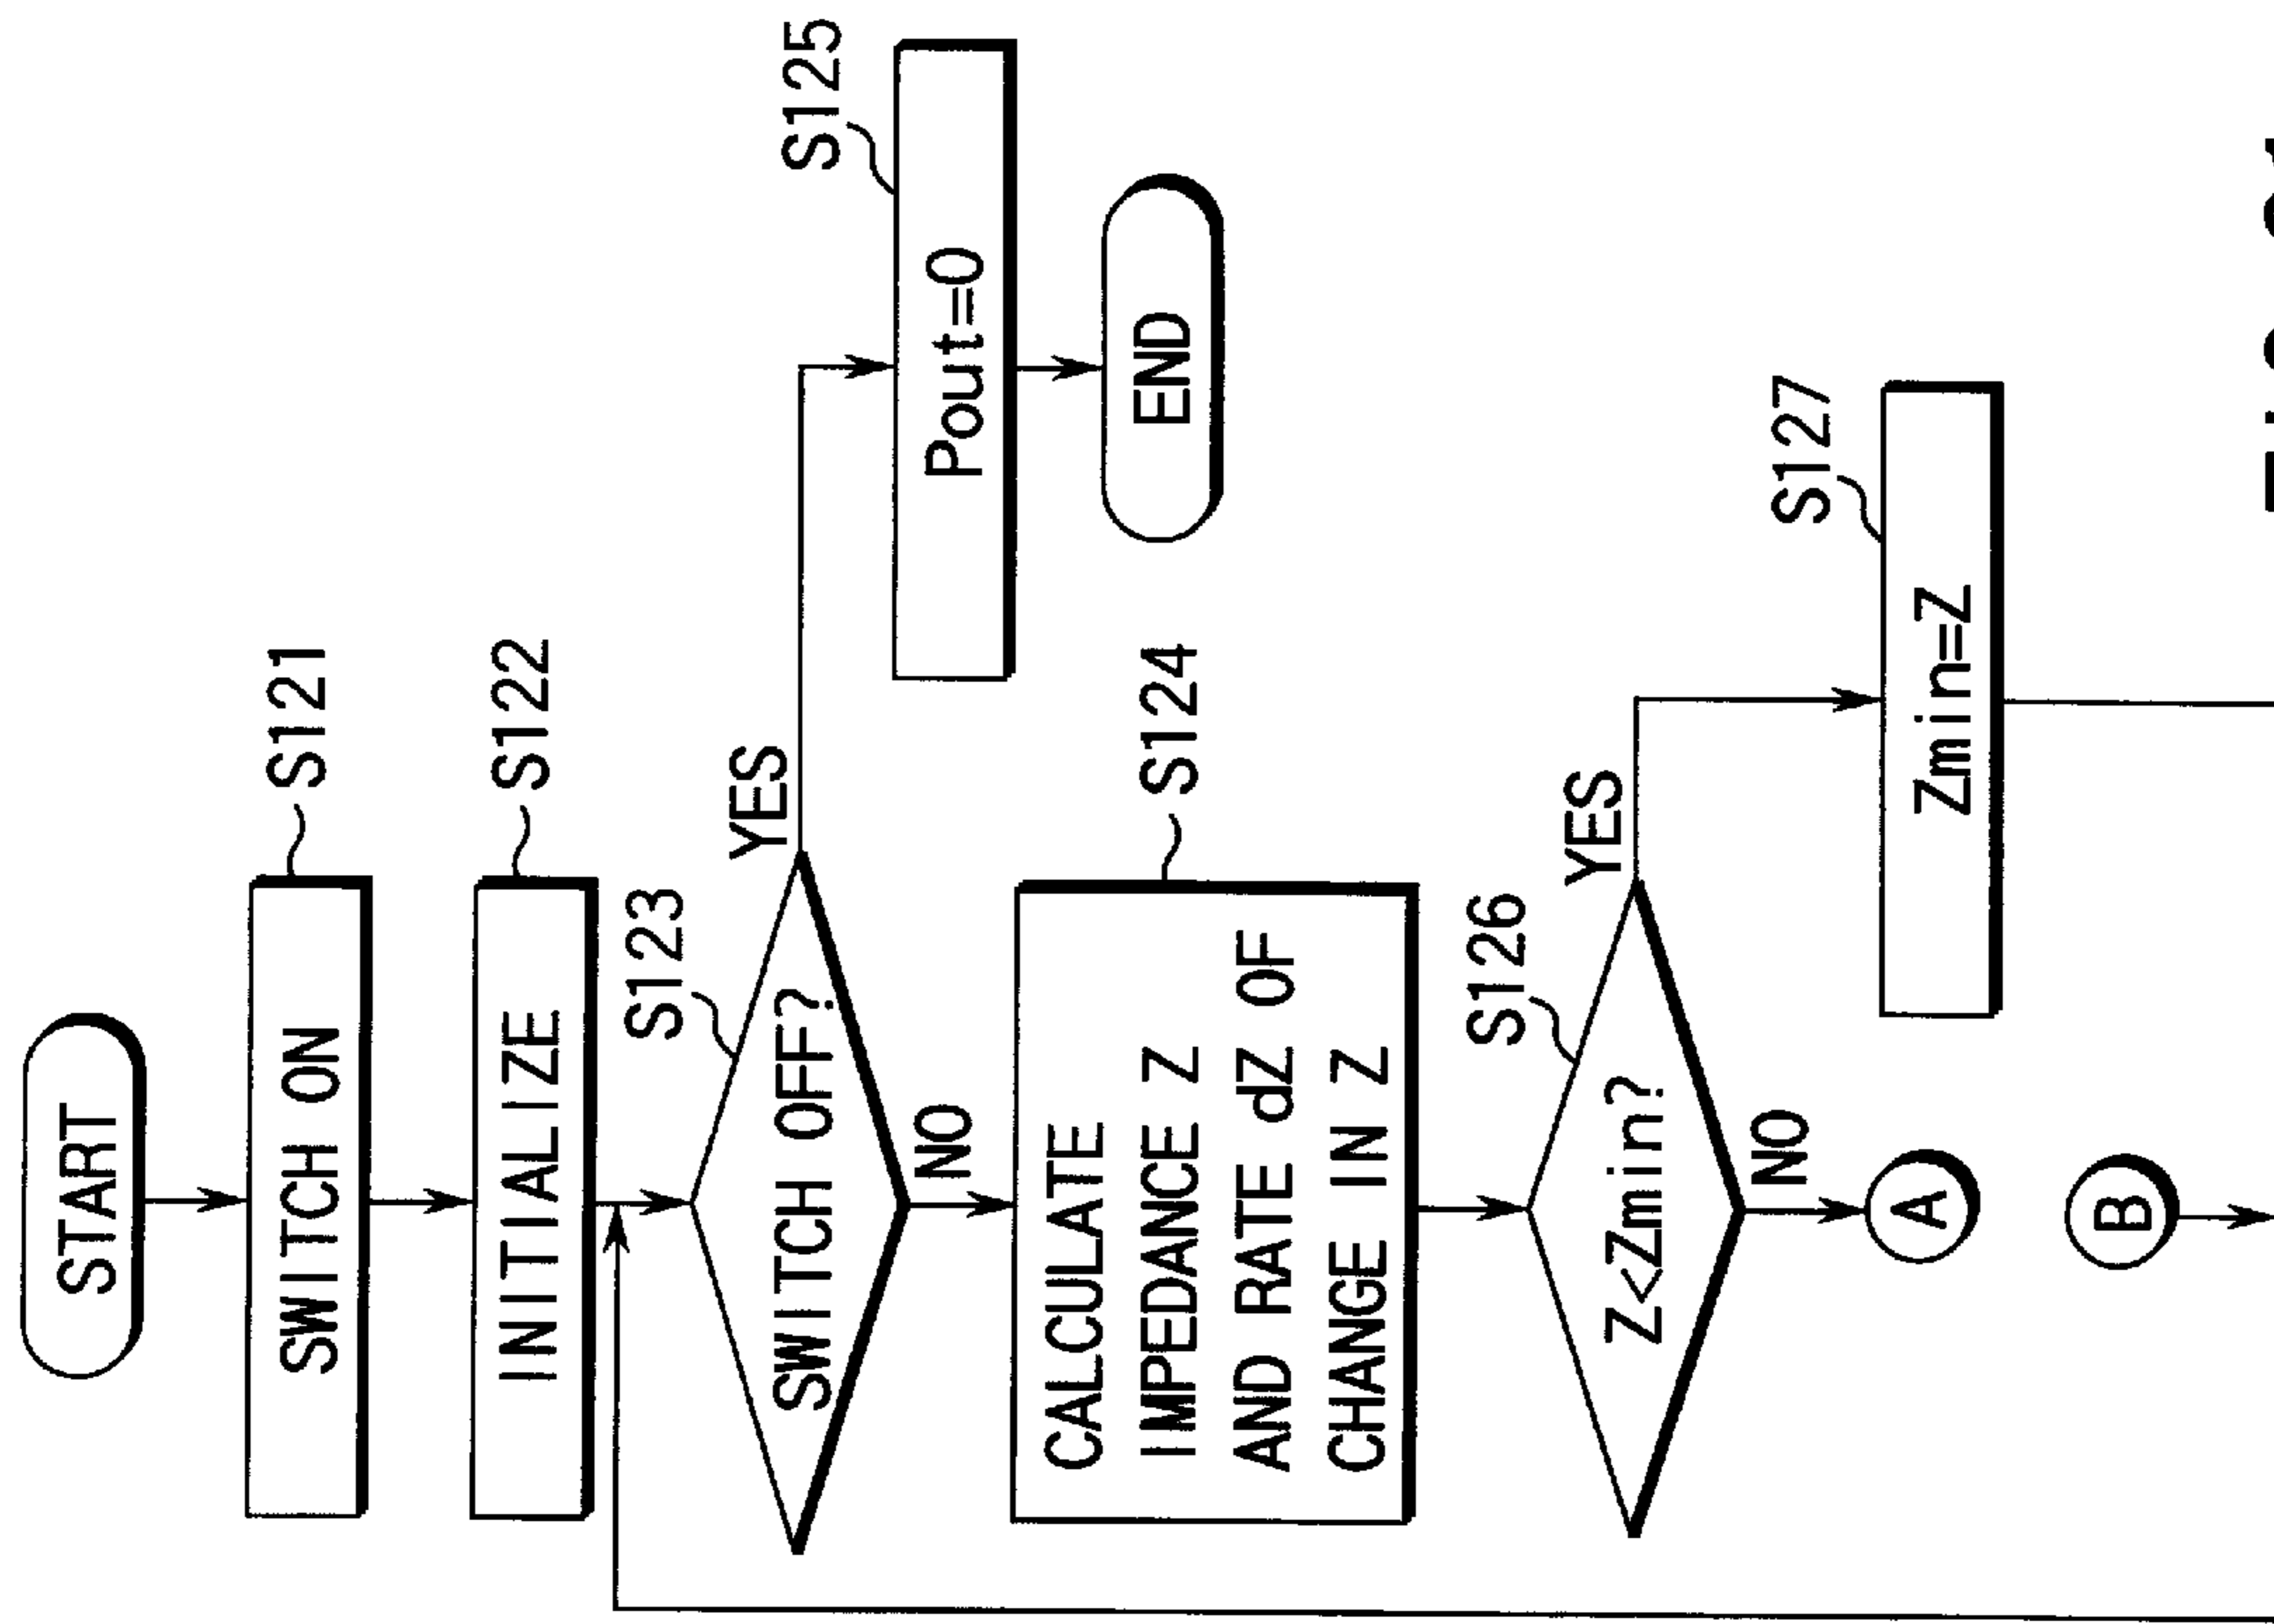 START
SWITCH ON
S121
INITIALIZE
S122
S123
SWITCH OFF?
YES
NO
S125
Pout=0
END
S124
CALCULATE
IMPEDANCE Z
AND RATE dZ OF
CHANGE IN Z
S126
Z<Zmin?
YES
NO
S127
Zmin=Z
A
B